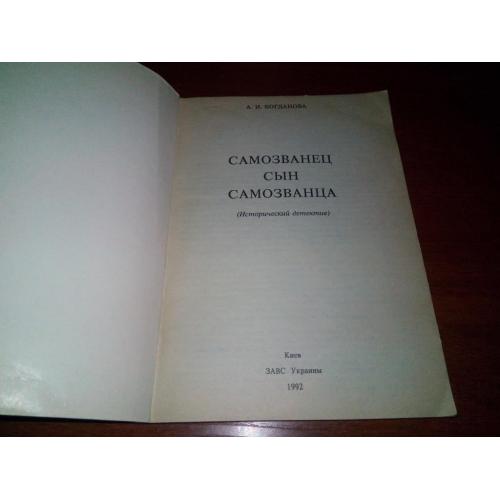 А. И. БОГДАНОВА
САМОЗВАНЕЦ
СЫН
САМОЗВАНЦА
(Исторический детектив)
Киев
ЗАВС Украины
1992